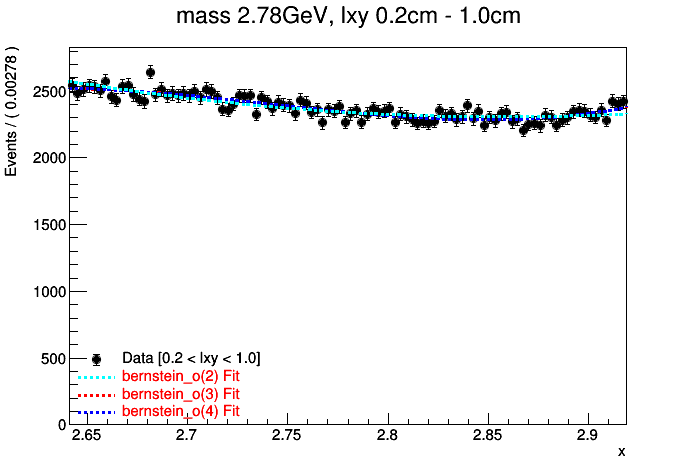 mass 2.78GeV, lxy 0.2cm - 1.0cm
Events / ( 0.00278 )
2500
2000
1500
1000
500
0
Data [0.2 < lxy < 1.0]
bernstein_o(2) Fit
bernstein_o(3) Fit
bernstein_o(4) Fit
2.65 2.7 2.75 2.8 2.85 2.9
x